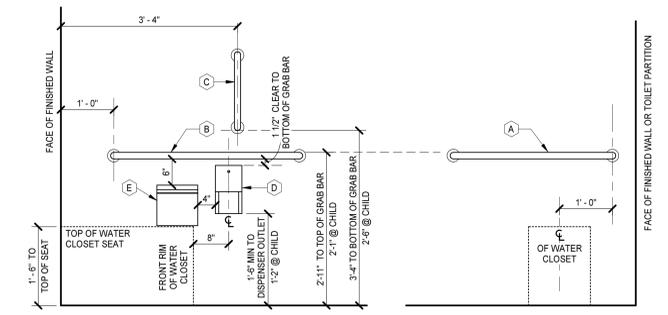 3' - 4"
FACE OF FINISHED WALL
1' - 0"
C
B
1 1/2" CLEAR TO
BOTTOM OF GRAB BAR
A
FACE OF FINISHED WALL OR TOILET PARTITION
6"
E
D
4"
1' - 0"
TOP OF WATER
CLOSET SEAT
8"
℄
1'-6" TO
TOP OF SEAT
FRONT RIM
OF WATER
CLOSET
1'-6" MIN TO
DISPENSER OUTLET
1'-2" @ CHILD
2'-11" TO TOP OF GRAB BAR
2'-1" @ CHILD
3'-4" TO BOTTOM OF GRAB BAR
2'-6" @ CHILD
℄
OF WATER
CLOSET